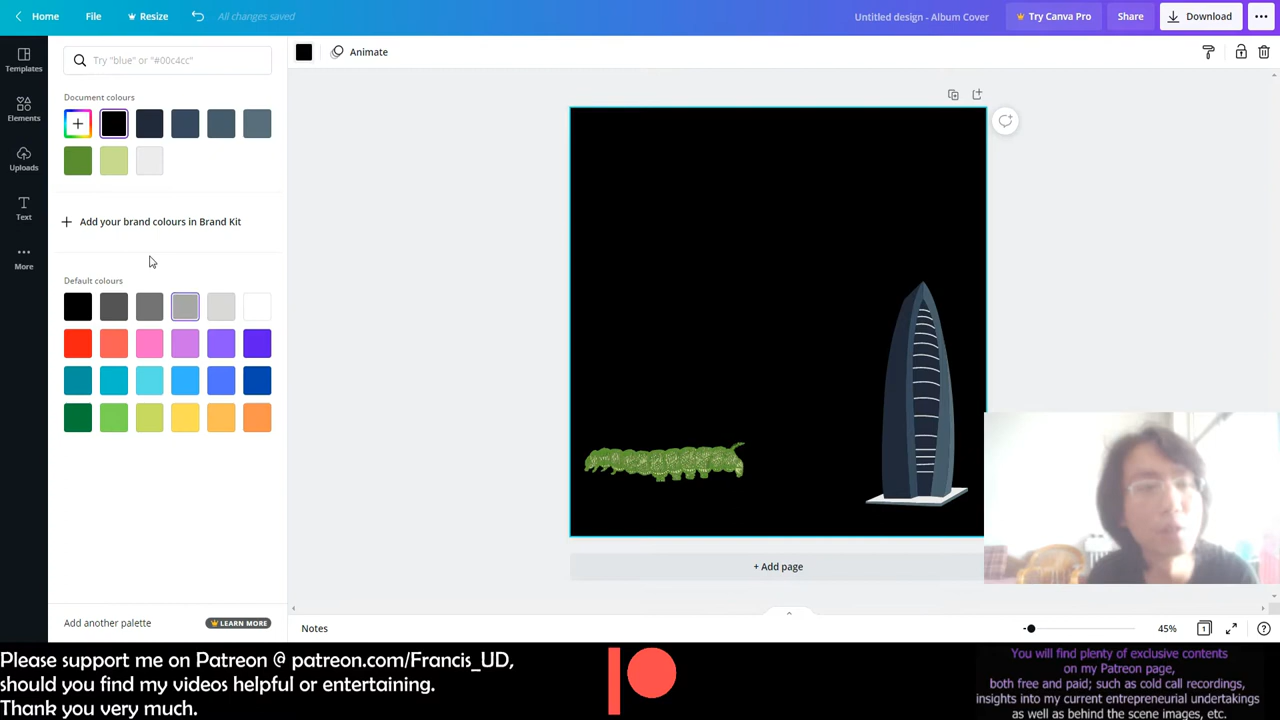 Home
File
Resize
All changes saved
Untitled design - Album Cover
Try Canva Pro
Share
Download
Templates
Elements
Uploads
Text
More
Try "blue" or "#00c4cc"
Animate
Document colours
Add your brand colours in Brand Kit
Default colours
Add another palette
LEARN MORE
+ Add page
Notes
45%
1
Please support me on Patreon @ patreon.com/Francis_UD,
should you find my videos helpful or entertaining.
Thank you very much.
You will find plenty of exclusive contents
on my Patreon page,
both free and paid; such as cold call recordings,
insights into my current entrepreneurial undertakings
as well as behind the scene images, etc.